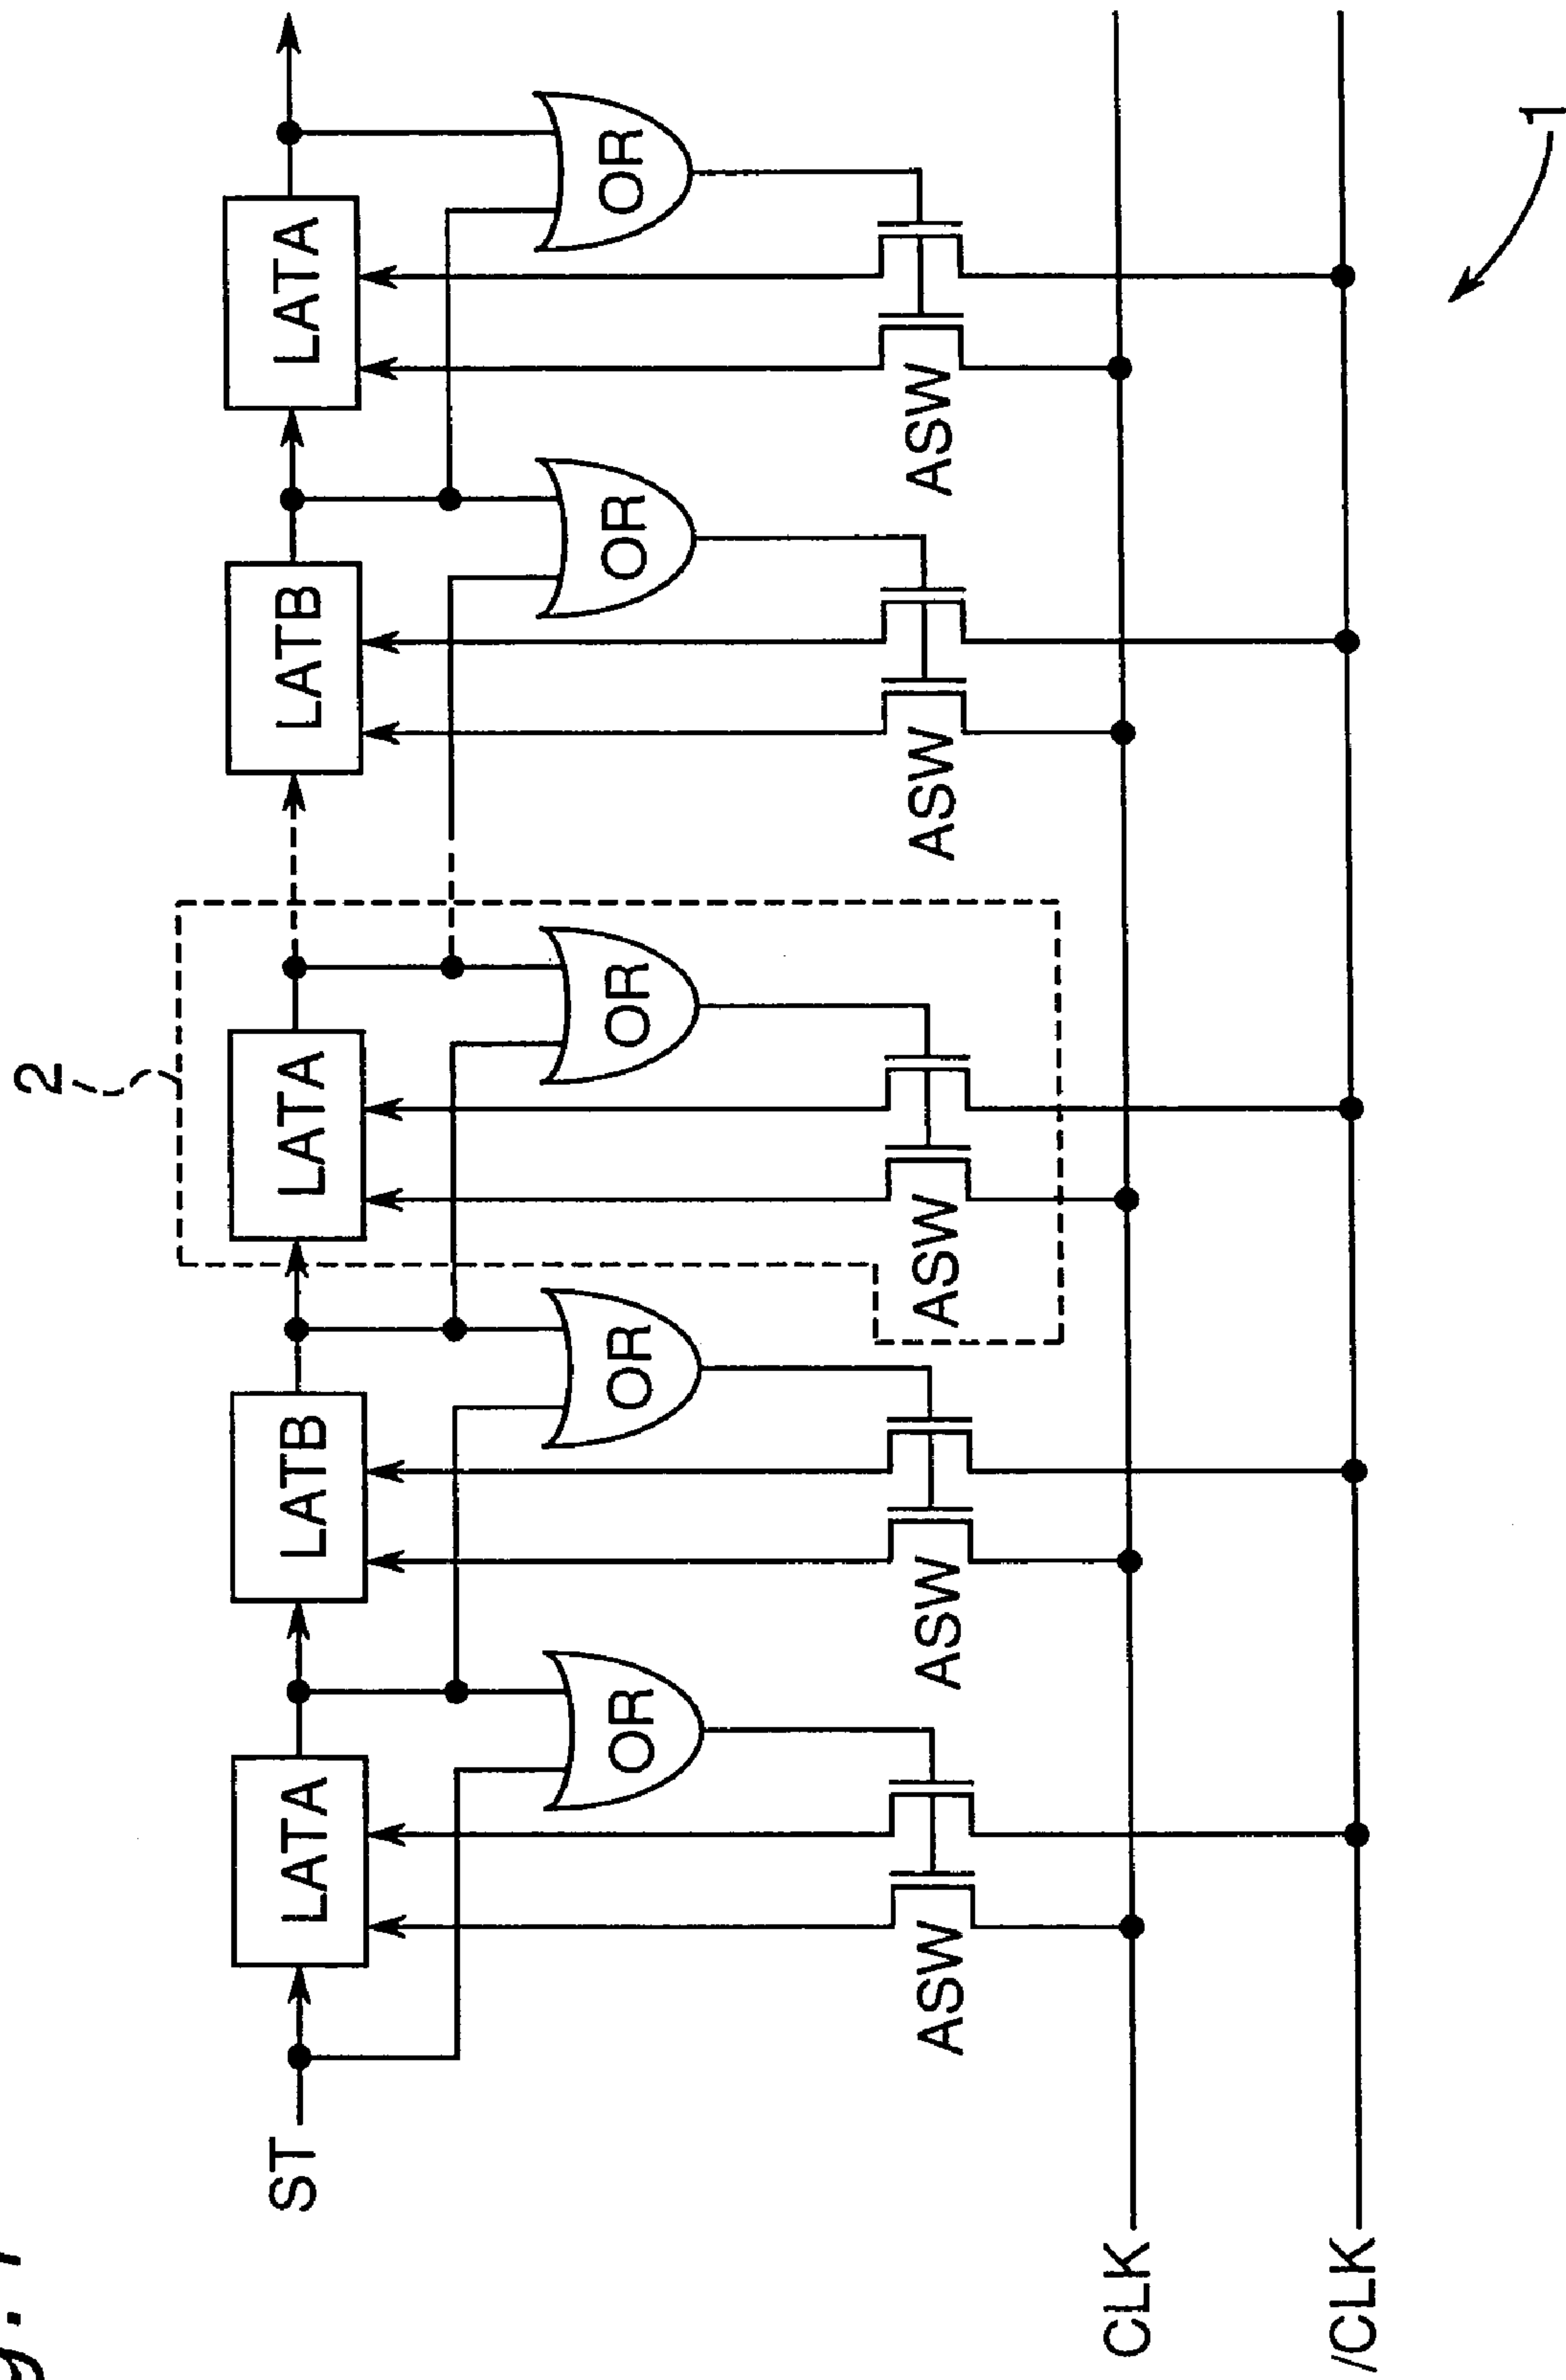 2
ST
LATA
LATB
LATA
LATB
LATA
OR
OR
OR
OR
OR
ASW
ASW
ASW
ASW
ASW
CLK
/CLK
1